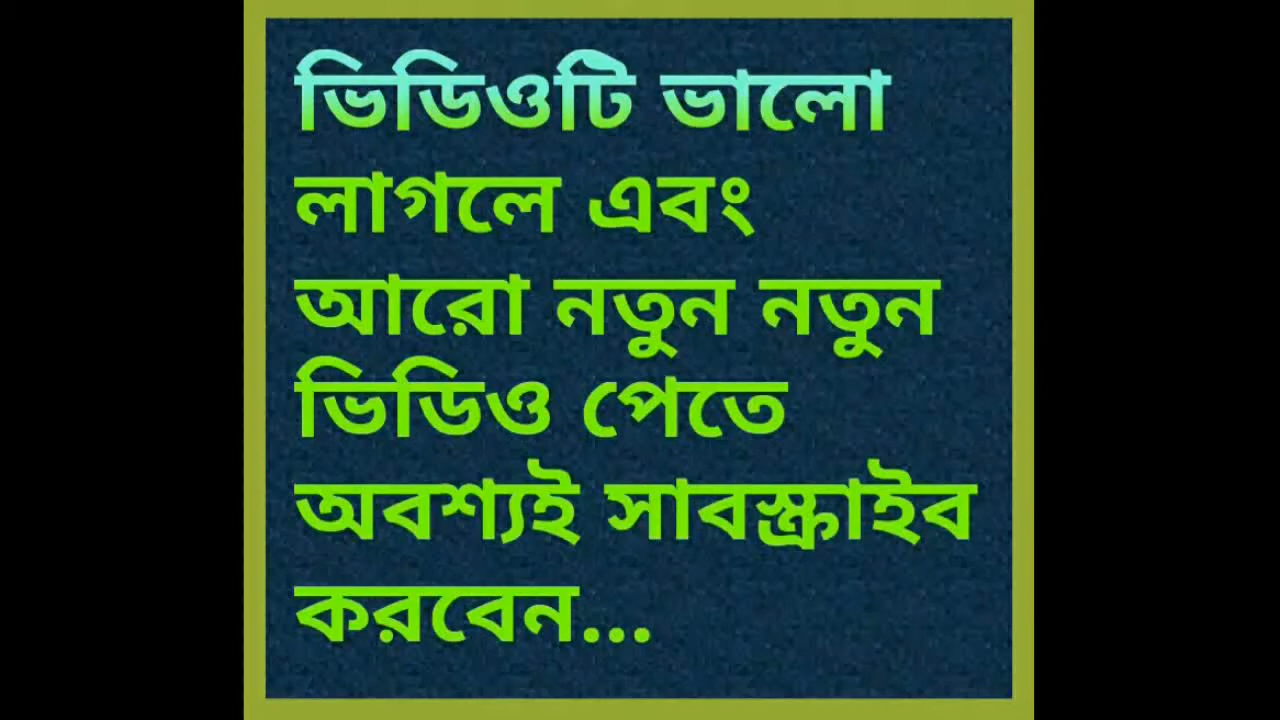 ভিডিওটি ভালো
লাগলে এবং
আরো নতুন নতুন
ভিডিও পেতে
অবশ্যই সাবস্ক্রাইব
করবেন...